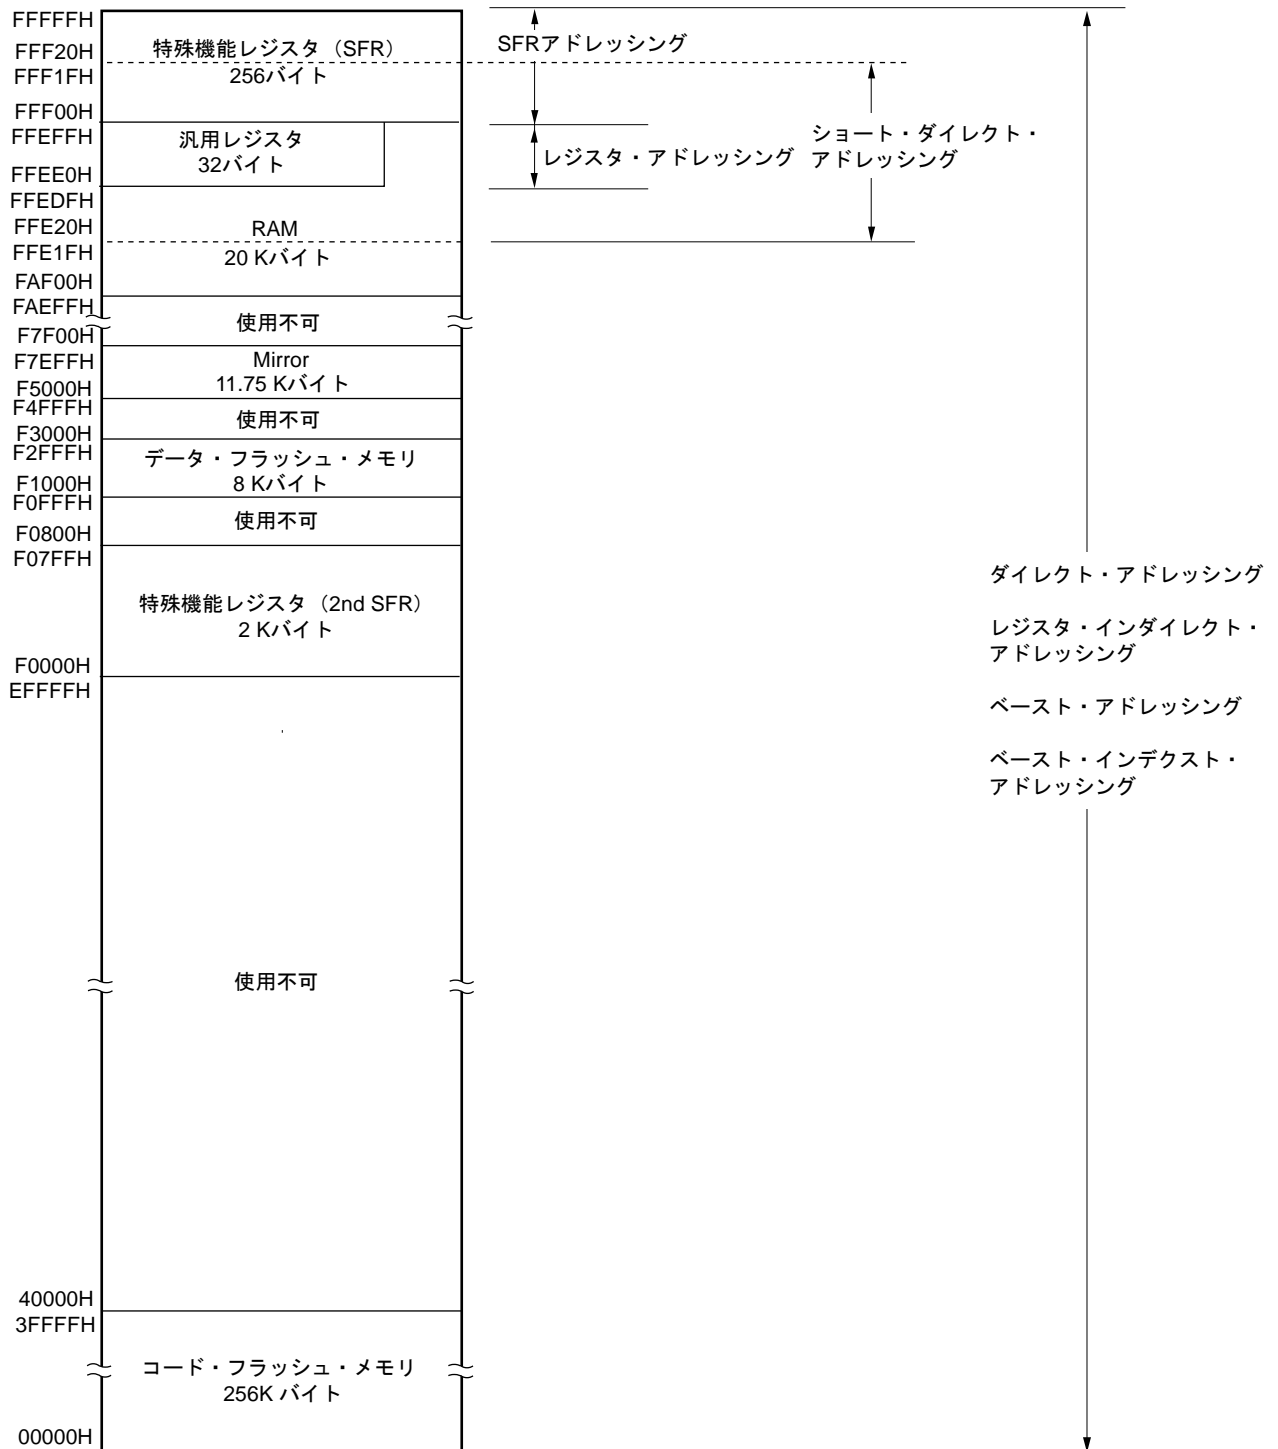 FFFFFH
FFF20H
FFF1FH
FFF00H
FFEFFH
FFEE0H
FFEDFH
FFE20H
FFE1FH
FAF00H
FAEFFH
F7F00H
F7EFFH
F5000H
F4FFFH
F3000H
F2FFFH
F1000H
F0FFFH
F0800H
F07FFH
F0000H
EFFFFH
40000H
3FFFFH
00000H
特殊機能レジスタ（SFR）
256バイト
汎用レジスタ
32バイト
RAM
20 Kバイト
使用不可
Mirror
11.75 Kバイト
使用不可
データ・フラッシュ・メモリ
8 Kバイト
使用不可
特殊機能レジスタ（2nd SFR）
2 Kバイト
使用不可
コード・フラッシュ・メモリ
256K バイト
SFRアドレッシング
レジスタ・アドレッシング
ショート・ダイレクト・
アドレッシング
ダイレクト・アドレッシング
レジスタ・インダイレクト・
アドレッシング
ベースト・アドレッシング
ベースト・インデクスト・
アドレッシング